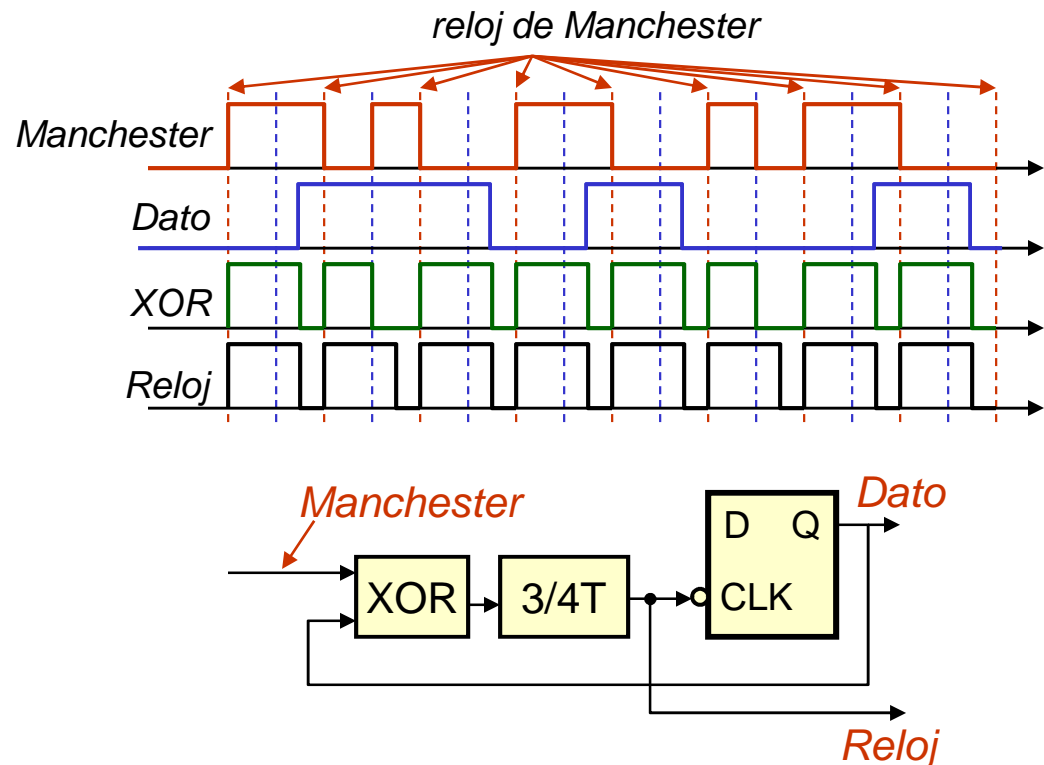 reloj de Manchester
Manchester
Dato
XOR
Reloj
Manchester
Dato
D Q
XOR
3/4T
CLK
Reloj